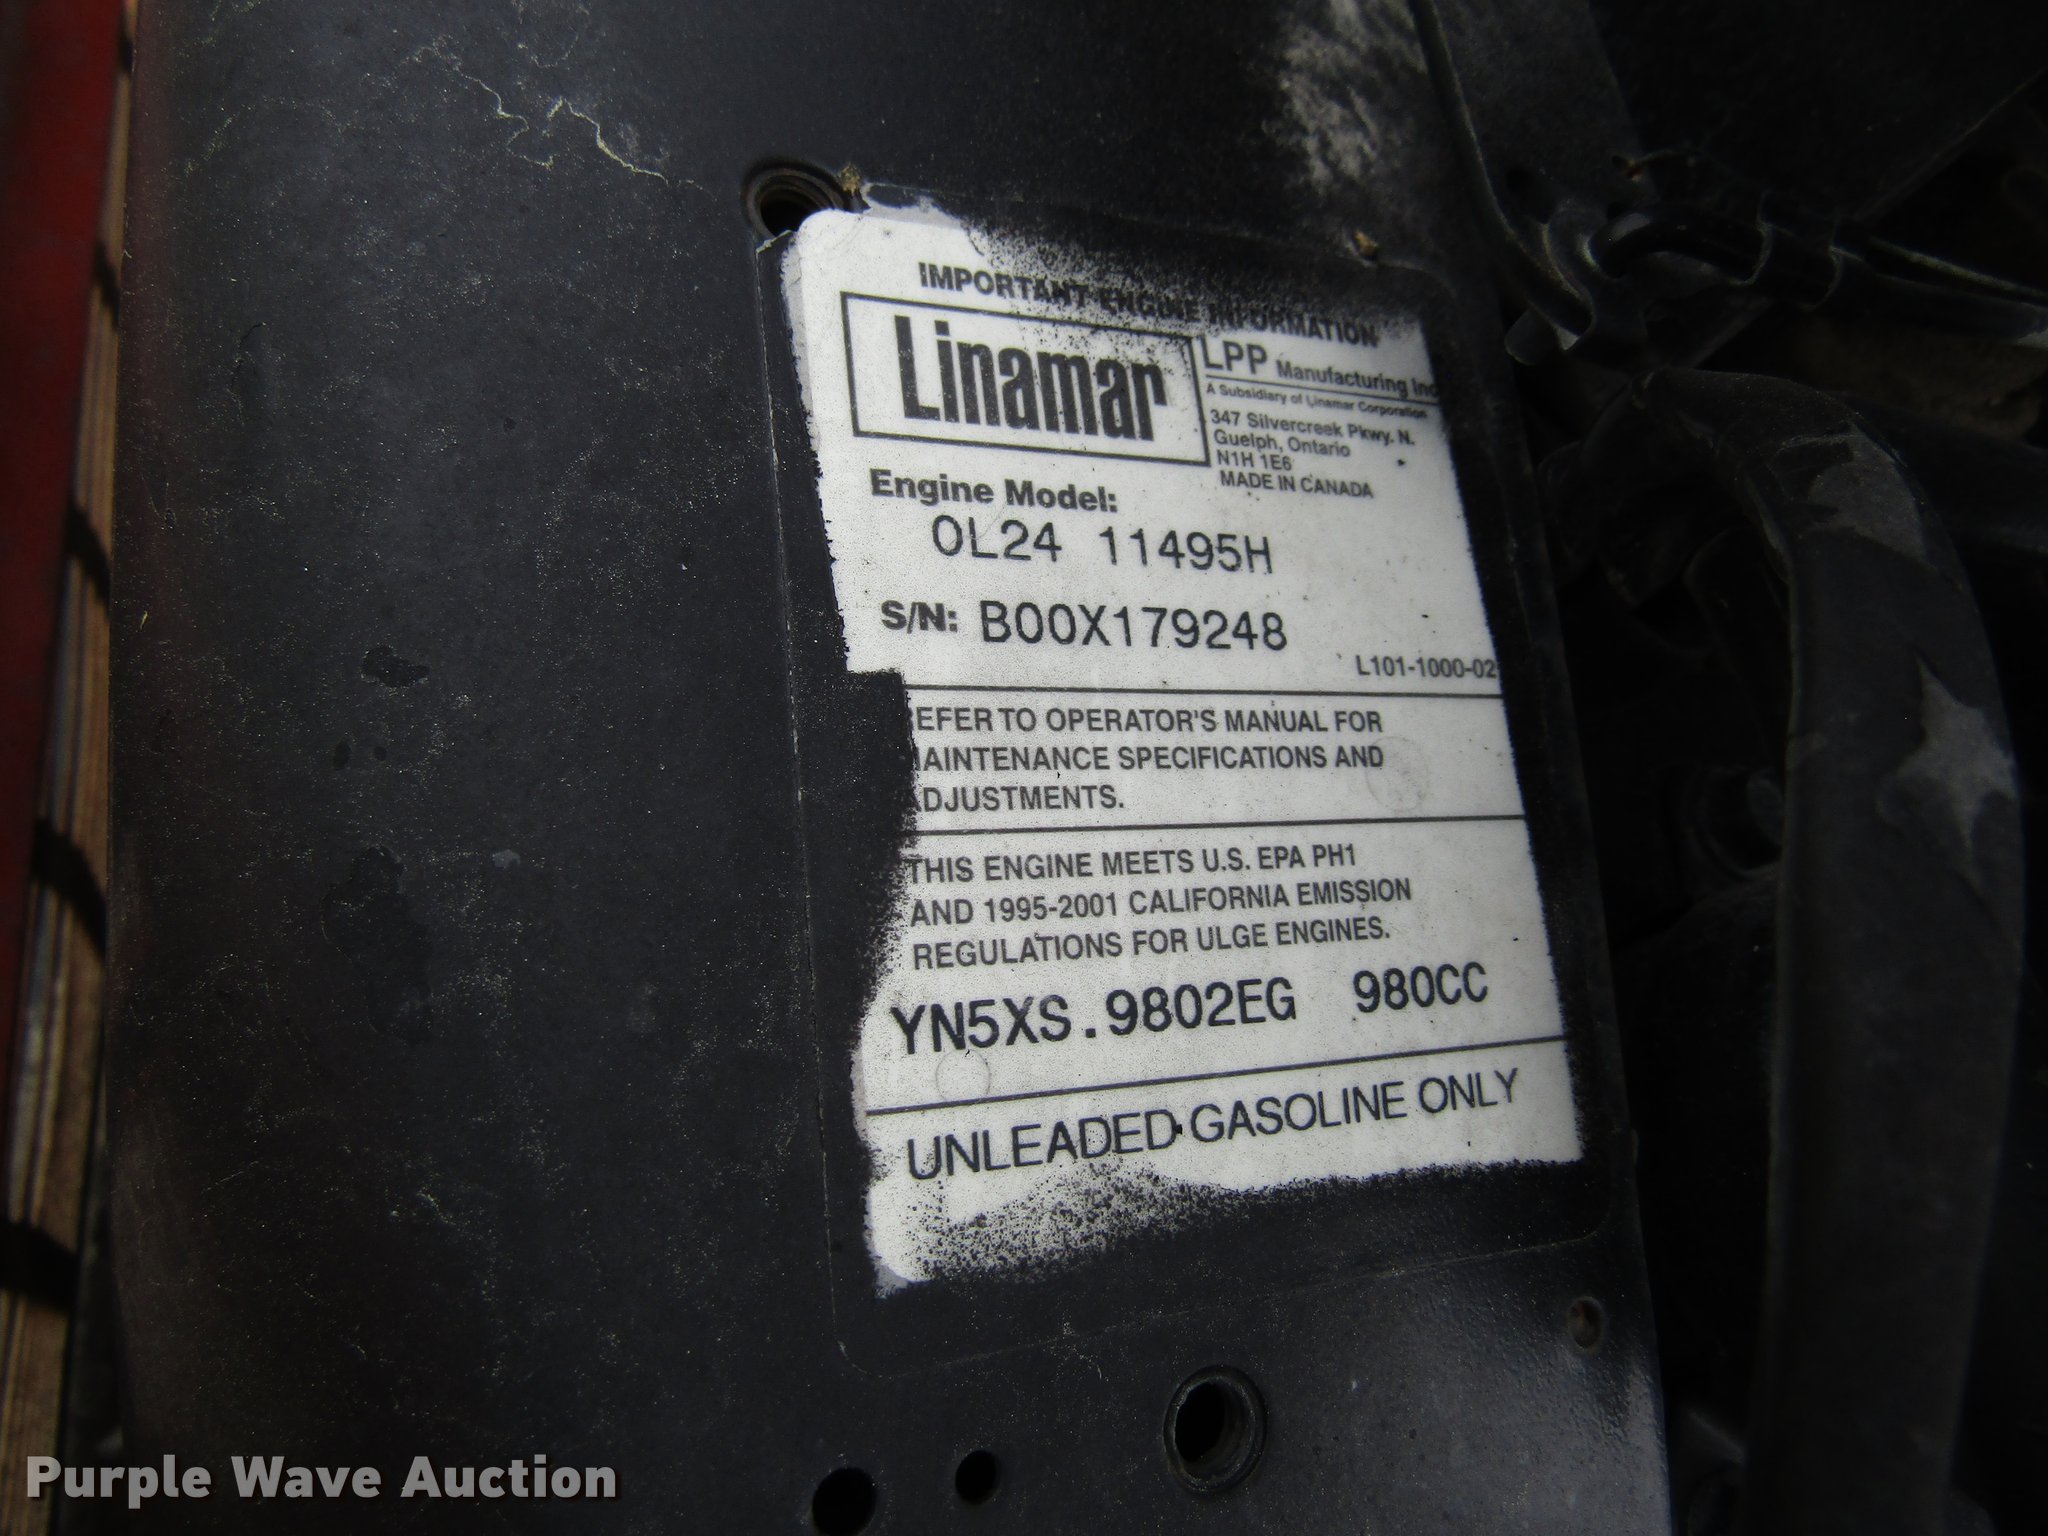 IMPORTANT ENGINE INFORMATION
Linamar
LPP Manufacturing Inc
A Subsidiary of Linamar Corporation
347 Silvercreek Pkwy. N.
Guelph, Ontario
N1H 1E6
MADE IN CANADA
Engine Model:
OL24 11495H
S/N: B00X179248
L101-1000-02
EFER TO OPERATOR'S MANUAL FOR
AINTENANCE SPECIFICATIONS AND
DJUSTMENTS.
THIS ENGINE MEETS U.S. EPA PH1
AND 1995-2001 CALIFORNIA EMISSION
REGULATIONS FOR ULGE ENGINES.
YN5XS.9802EG 980CC
UNLEADED GASOLINE ONLY
Purple Wave Auction